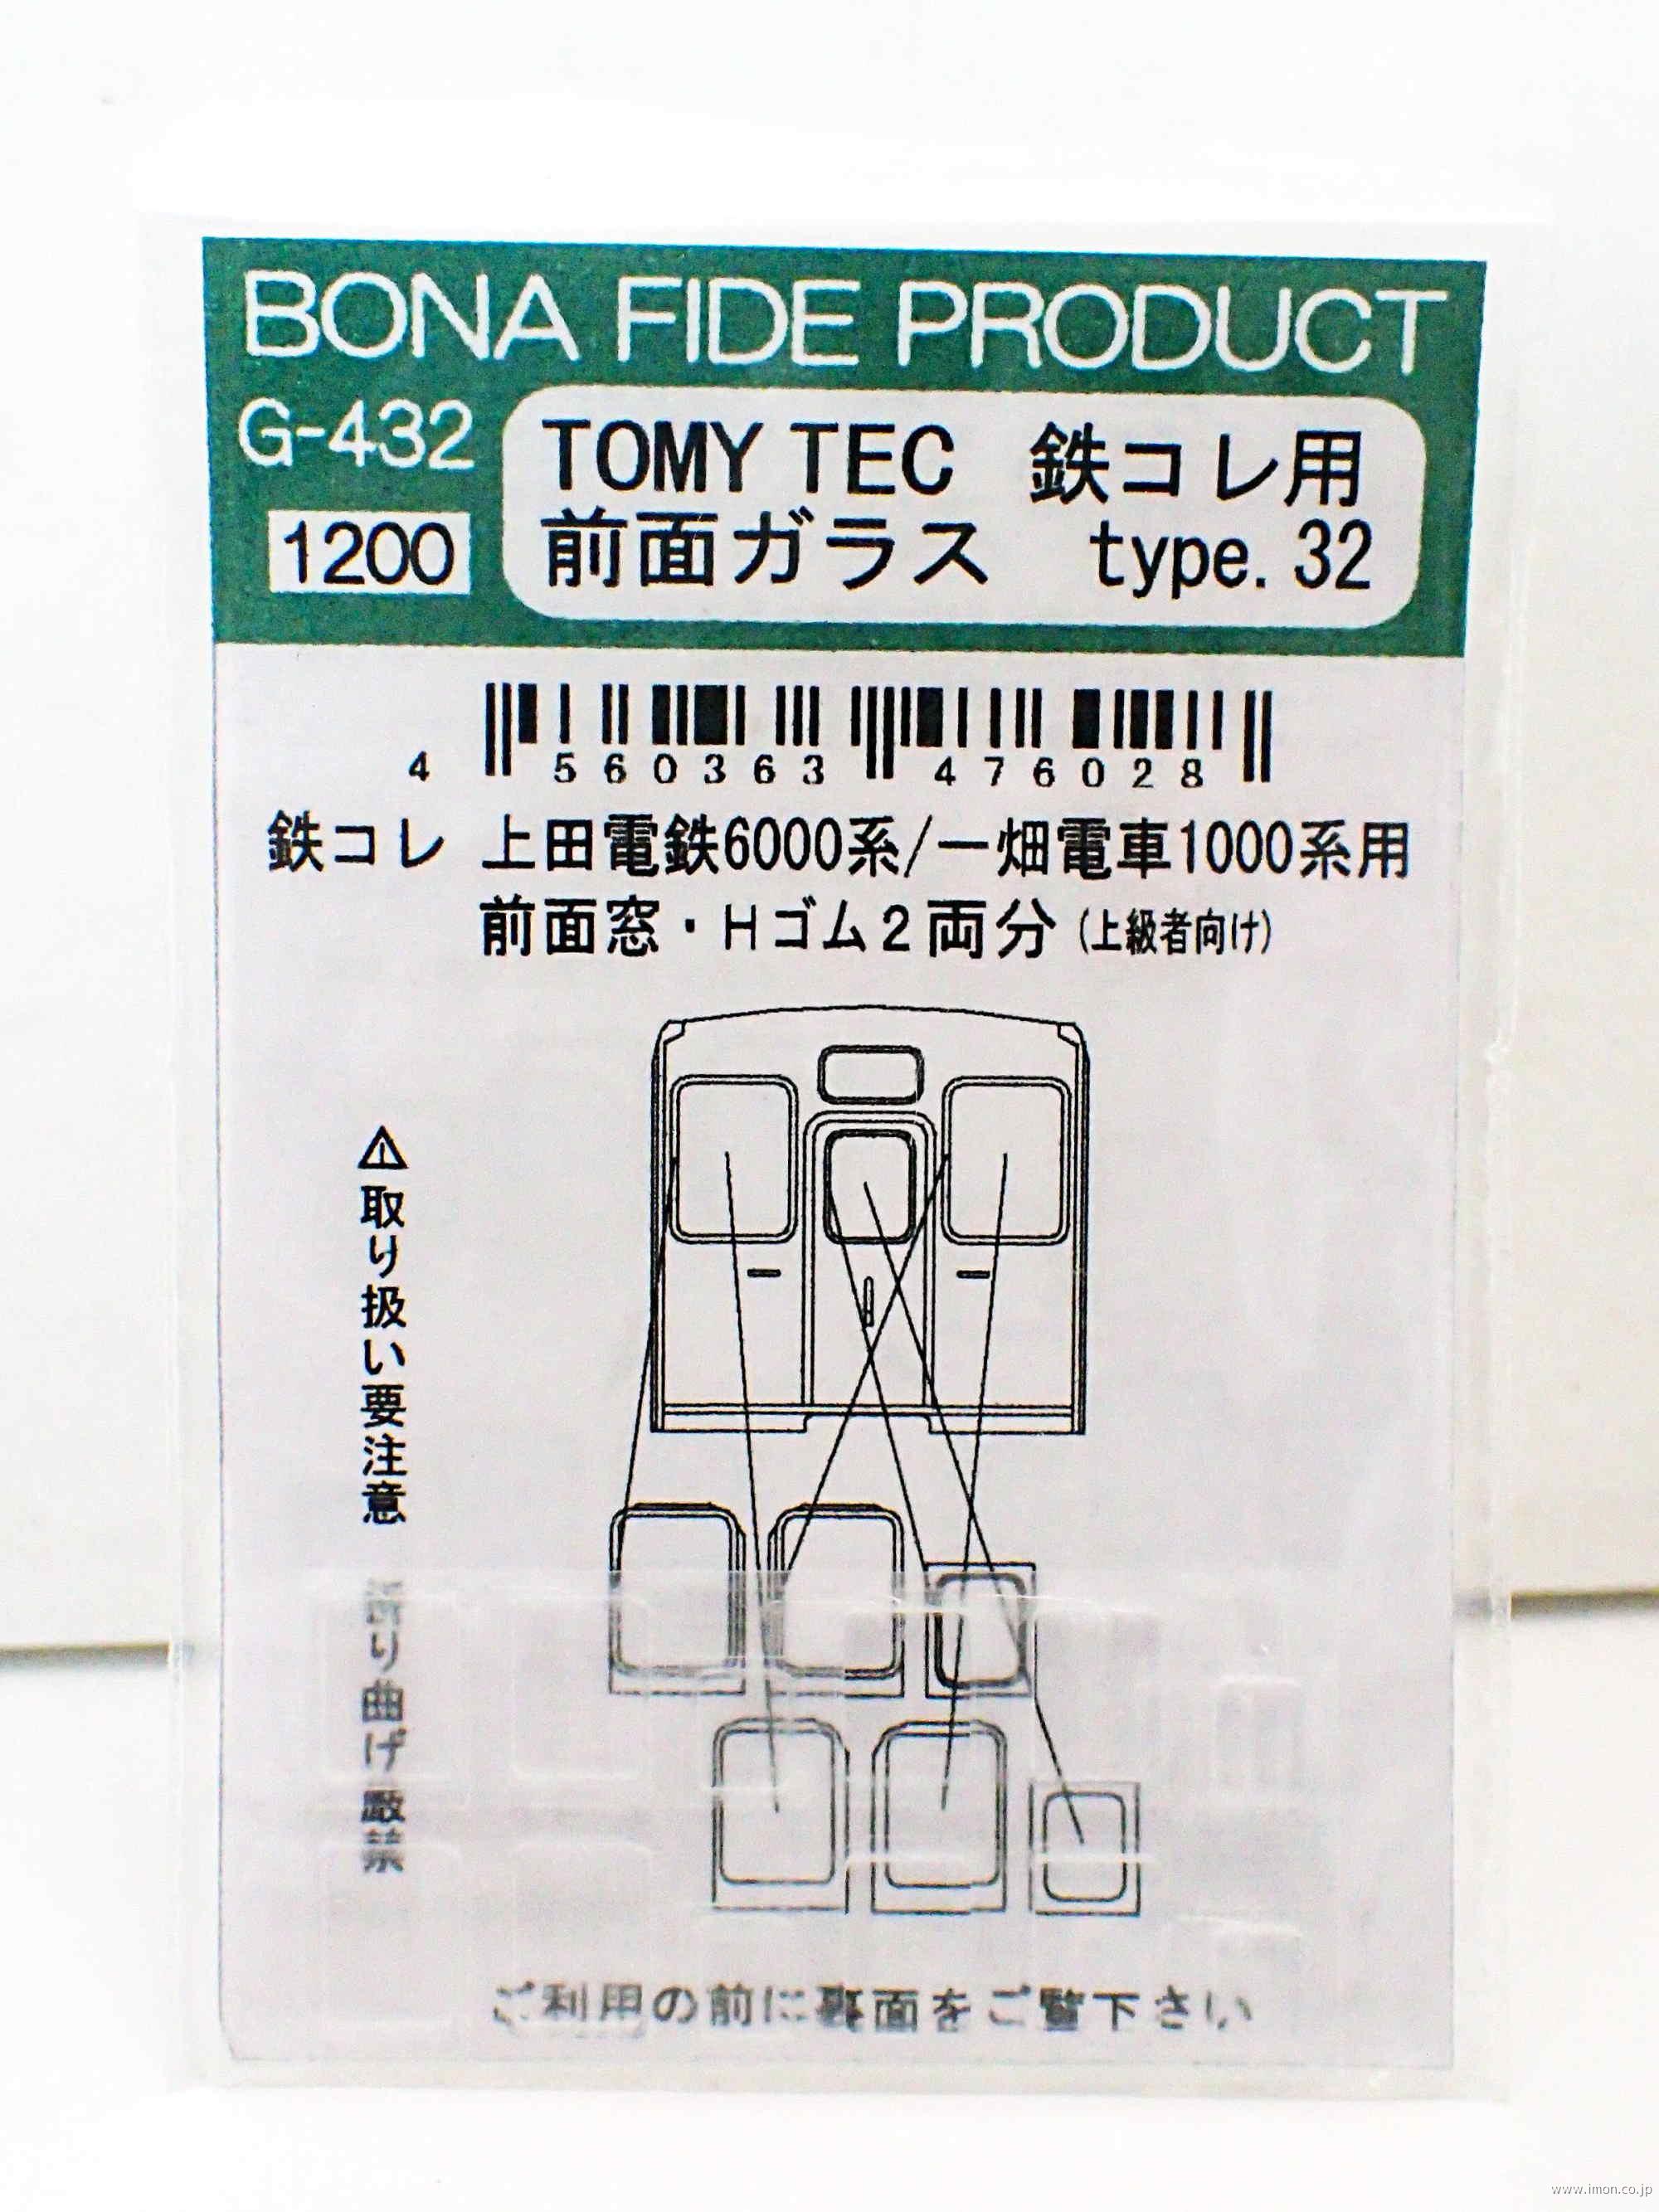 BONA FIDE PRODUCT
G-432
1200
TOMY TEC 鉄コレ用
前面ガラス type.32
4 560363 476028
鉄コレ 上田電鉄6000系/一畑電車1000系用
前面窓・Hゴム2両分(上級者向け)
⚠取り扱い要注意 折り曲げ厳禁
ご利用の前に裏面をご覧下さい
www.imon.co.jp